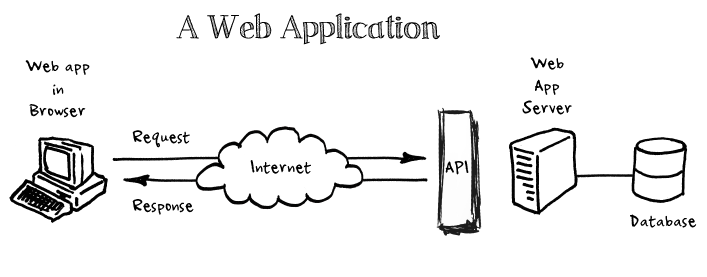 A Web Application
Web app
in
Browser
Request
Internet
Response
API
Web
App
Server
Database